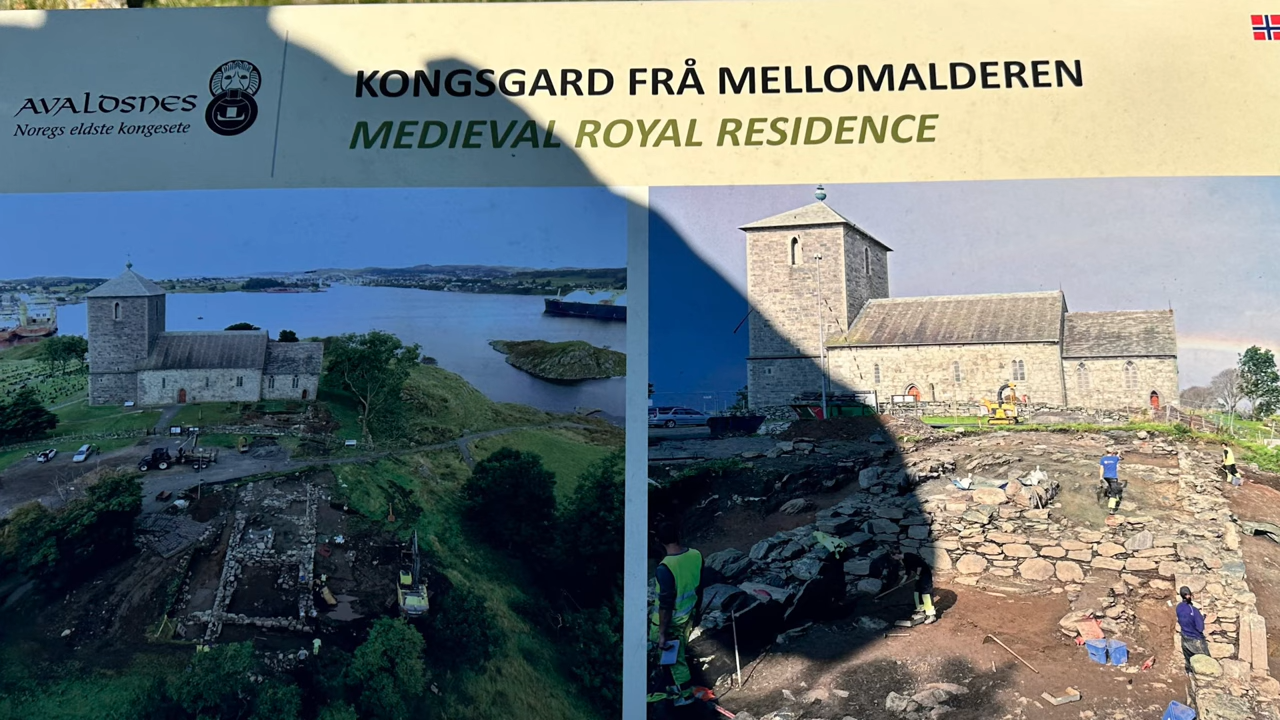 AVALDSNES
Noregs eldste kongesete
KONGSGARD FRÅ MELLOMALDEREN
MEDIEVAL ROYAL RESIDENCE